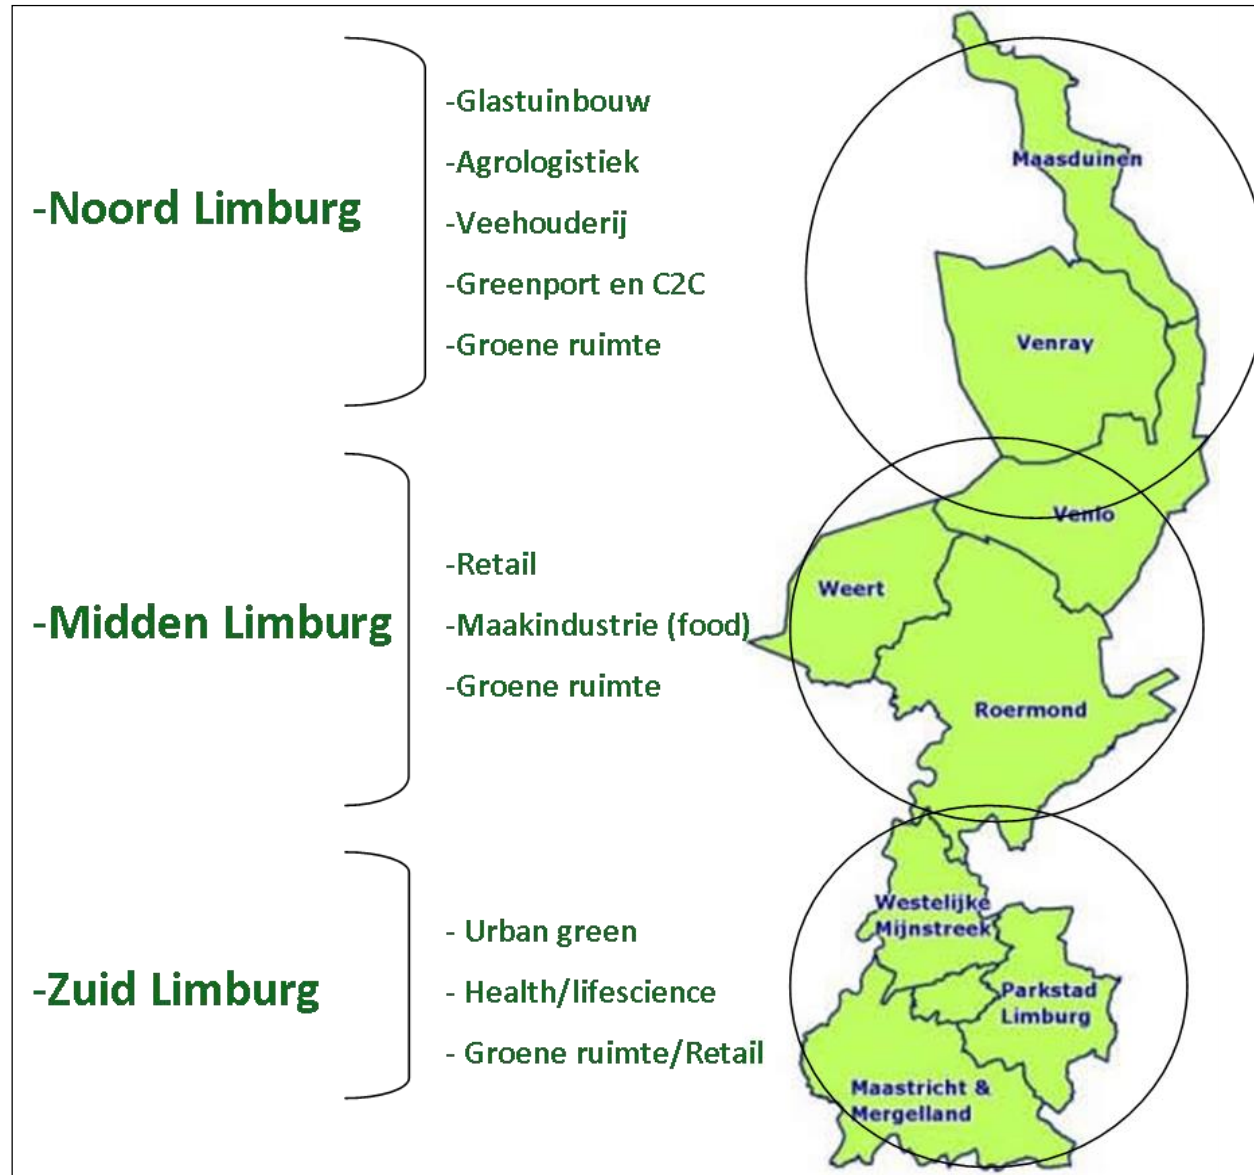 -Noord Limburg
-Glastuinbouw
-Agrologistiek
-Veehouderij
-Greenport en C2C
-Groene ruimte
-Midden Limburg
-Retail
-Maakindustrie (food)
-Groene ruimte
-Zuid Limburg
- Urban green
- Health/lifescience
- Groene ruimte/Retail
Maasduinen
Venray
Venlo
Weert
Roermond
Westelijke
Mijnstreek
Parkstad
Limburg
Maastricht &
Mergelland